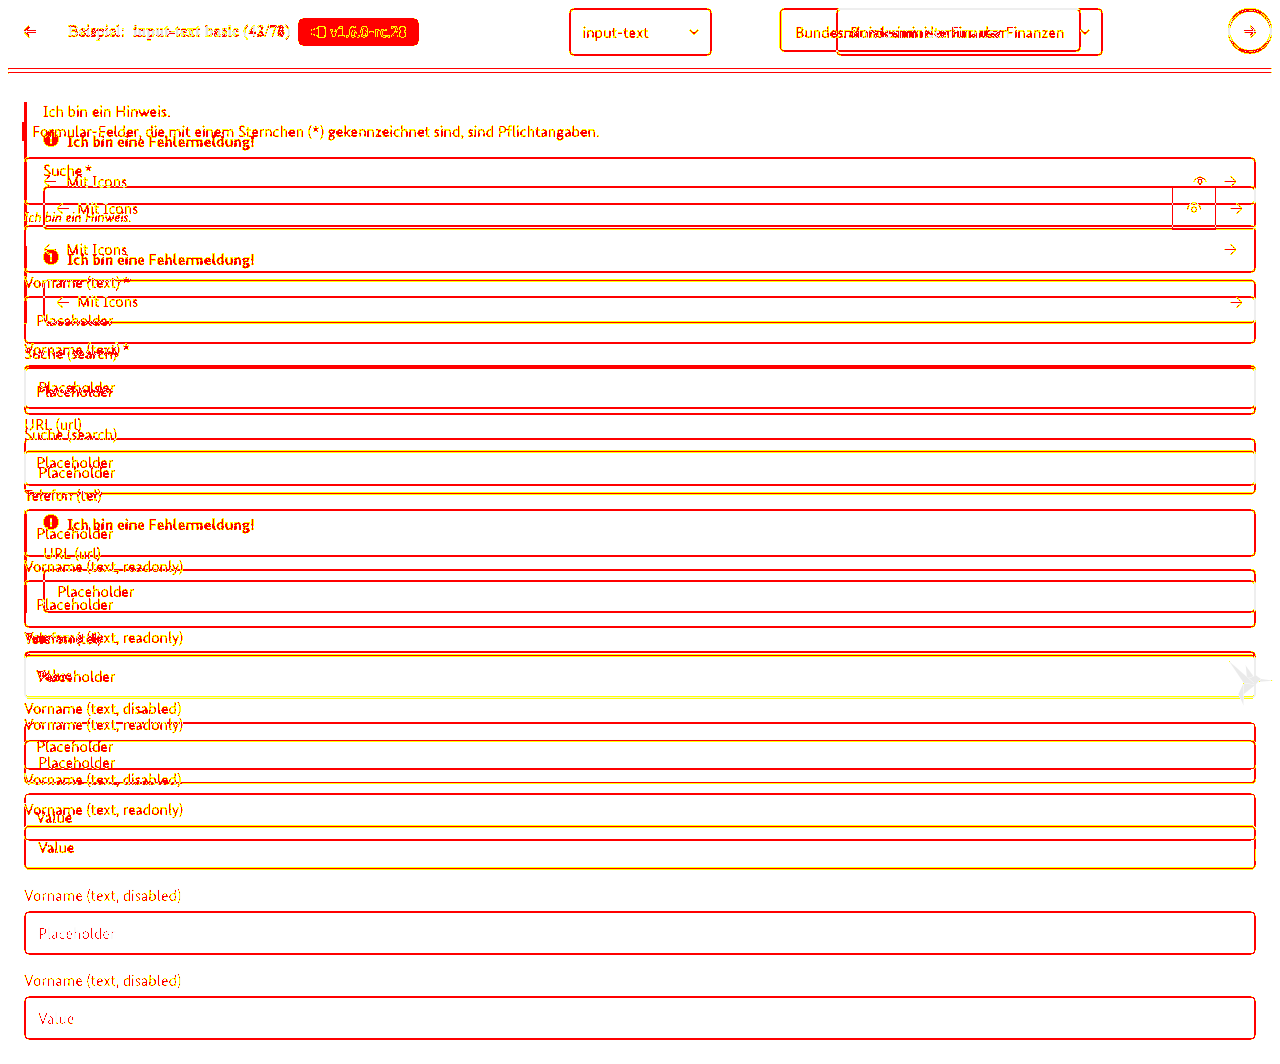 Beispiel: input-text basic (43/78) v1.6.0-rc.28 input-text
Finanzen
Ich bin ein Hinweis.
Formular-Felder, die mit einem Sternchen (*) gekennzeichnet sind, sind Pflichtangaben.
Ich bin eine Fehlermeldung!
Suche *
Mit Icons
Mit Icons
Ich bin ein Hinweis.
Mit Icons
Ich bin eine Fehlermeldung!
Vorname (text) *
Mit Icons
Placeholder
Vorname (text) *
Suche (search)
Placeholder
Placeholder
URL (url)
Suche (search)
Placeholder
Placeholder
Telefon (tel)
Ich bin eine Fehlermeldung!
Placeholder
URL (url)
Vorname (text, readonly)
Placeholder
Placeholder
Vorname (text, readonly)
Placeholder
Vorname (text, disabled)
Vorname (text, readonly)
Placeholder
Placeholder
Vorname (text, disabled)
Vorname (text, readonly)
Value
Value
Vorname (text, disabled)
Placeholder
Vorname (text, disabled)
Value